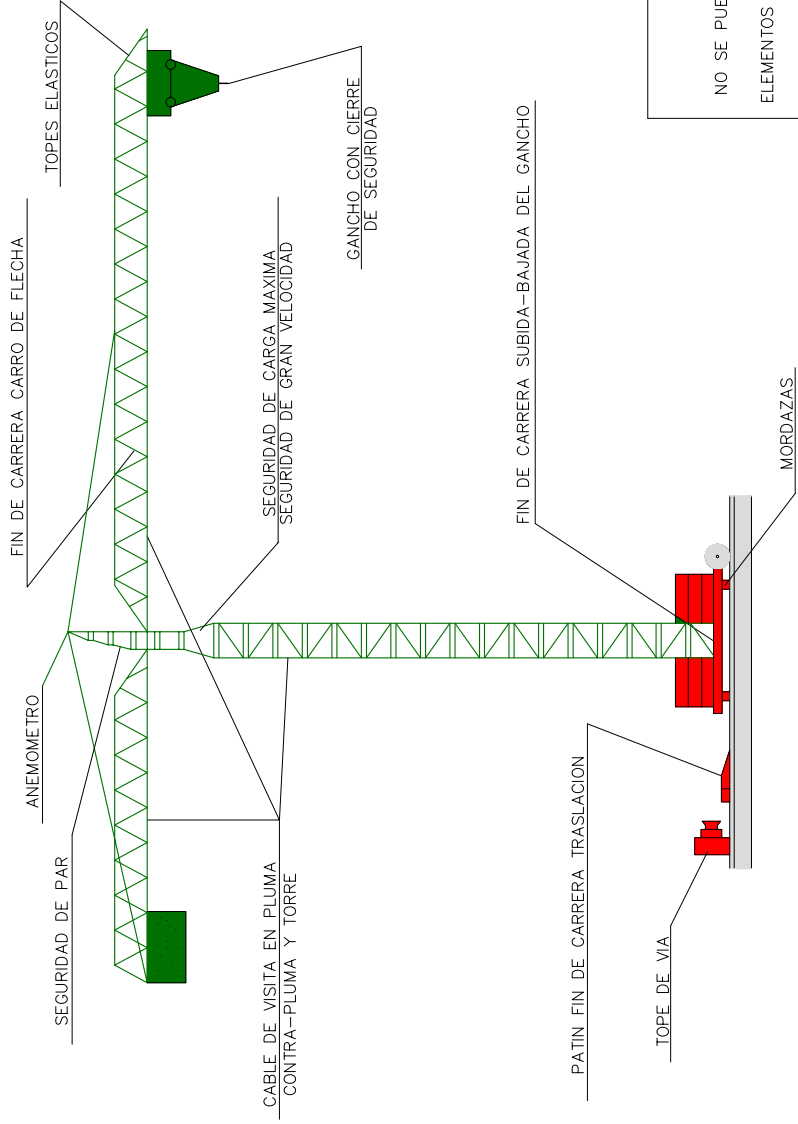 TOPES ELASTICOS
FIN DE CARRERA CARRO DE FLECHA
GANCHO CON CIERRE
DE SEGURIDAD
SEGURIDAD DE CARGA MAXIMA
SEGURIDAD DE GRAN VELOCIDAD
ANEMOMETRO
SEGURIDAD DE PAR
CABLE DE VISITA EN PLUMA
CONTRA-PLUMA Y TORRE
FIN DE CARRERA SUBIDA-BAJADA DEL GANCHO
MORDAZAS
PATIN FIN DE CARRERA TRASLACION
TOPE DE VIA
NO SE PUE
ELEMENTOS